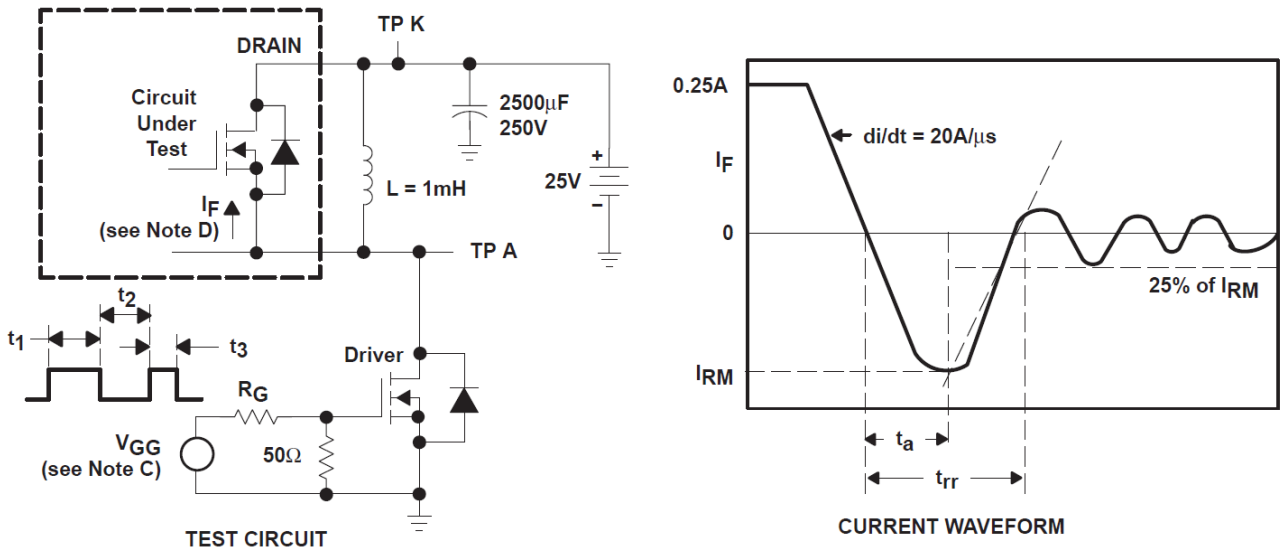 TP K
DRAIN
Circuit
Under
Test
2500μF
250V
+
25V
−
L = 1mH
IF
(see Note D)
TP A
t2
t1
t3
Driver
RG
VGG
(see Note C)
50Ω
TEST CIRCUIT
0.25A
di/dt = 20A/μs
IF
0
25% of IRM
IRM
ta
trr
CURRENT WAVEFORM